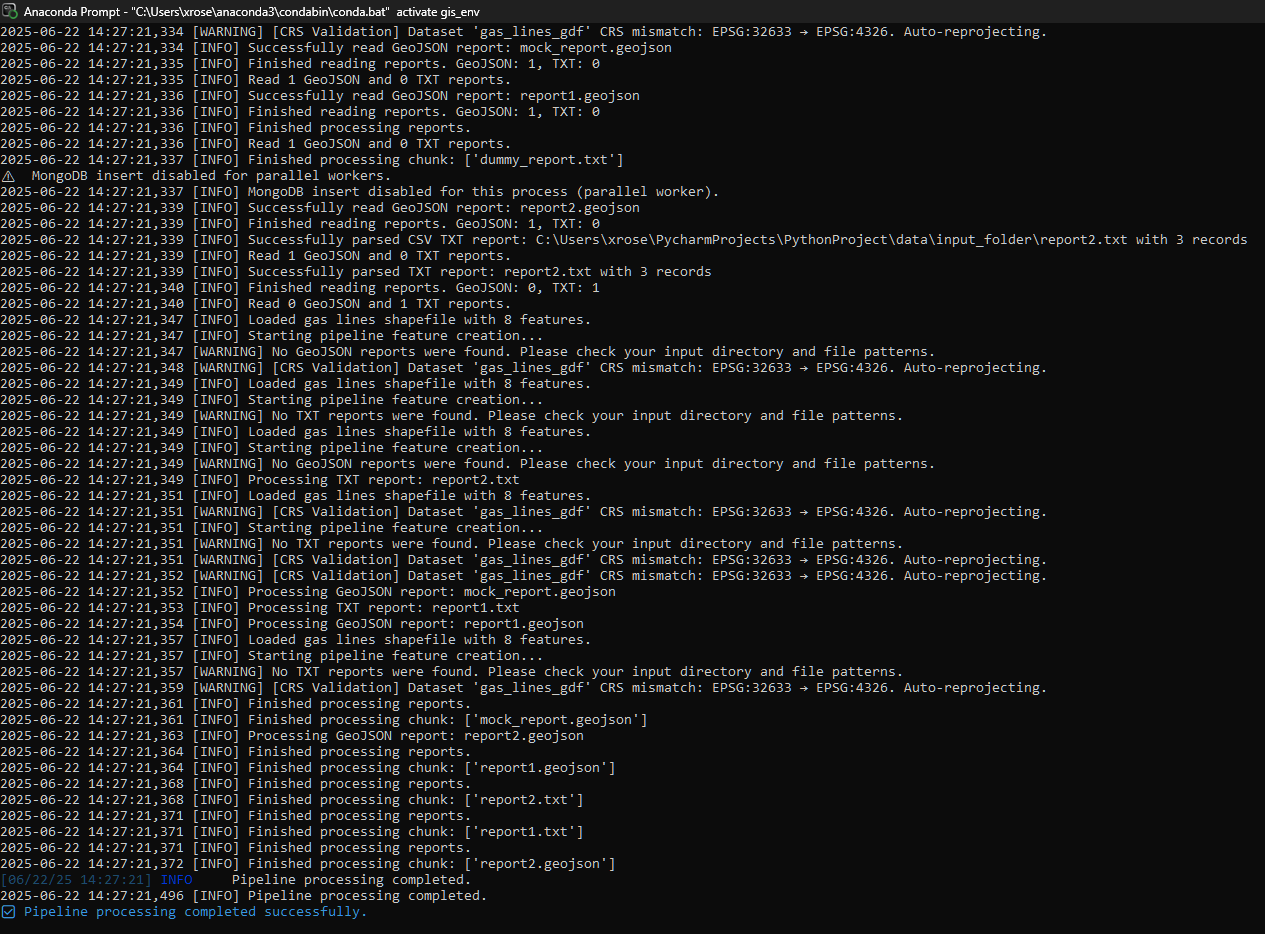 Anaconda Prompt - "C:\Users\xrose\anaconda3\condabin\conda.bat" activate gis_env
2025-06-22 14:27:21,334 [WARNING] [CRS Validation] Dataset 'gas_lines_gdf' CRS mismatch: EPSG:32633 → EPSG:4326. Auto-reprojecting.
2025-06-22 14:27:21,334 [INFO] Successfully read GeoJSON report: mock_report.geojson
2025-06-22 14:27:21,335 [INFO] Finished reading reports. GeoJSON: 1, TXT: 0
2025-06-22 14:27:21,335 [INFO] Read 1 GeoJSON and 0 TXT reports.
2025-06-22 14:27:21,336 [INFO] Successfully read GeoJSON report: report1.geojson
2025-06-22 14:27:21,336 [INFO] Finished reading reports. GeoJSON: 1, TXT: 0
2025-06-22 14:27:21,336 [INFO] Finished processing reports.
2025-06-22 14:27:21,336 [INFO] Read 1 GeoJSON and 0 TXT reports.
2025-06-22 14:27:21,337 [INFO] Finished processing chunk: ['dummy_report.txt']
⚠ MongoDB insert disabled for parallel workers.
2025-06-22 14:27:21,337 [INFO] MongoDB insert disabled for this process (parallel worker).
2025-06-22 14:27:21,339 [INFO] Successfully read GeoJSON report: report2.geojson
2025-06-22 14:27:21,339 [INFO] Finished reading reports. GeoJSON: 1, TXT: 0
2025-06-22 14:27:21,339 [INFO] Successfully parsed CSV TXT report: C:\Users\xrose\PycharmProjects\PythonProject\data\input_folder\report2.txt with 3 records
2025-06-22 14:27:21,339 [INFO] Read 1 GeoJSON and 0 TXT reports.
2025-06-22 14:27:21,339 [INFO] Successfully parsed TXT report: report2.txt with 3 records
2025-06-22 14:27:21,340 [INFO] Finished reading reports. GeoJSON: 0, TXT: 1
2025-06-22 14:27:21,340 [INFO] Read 0 GeoJSON and 1 TXT reports.
2025-06-22 14:27:21,347 [INFO] Loaded gas lines shapefile with 8 features.
2025-06-22 14:27:21,347 [INFO] Starting pipeline feature creation...
2025-06-22 14:27:21,347 [WARNING] No GeoJSON reports were found. Please check your input directory and file patterns.
2025-06-22 14:27:21,348 [WARNING] [CRS Validation] Dataset 'gas_lines_gdf' CRS mismatch: EPSG:32633 → EPSG:4326. Auto-reprojecting.
2025-06-22 14:27:21,349 [INFO] Loaded gas lines shapefile with 8 features.
2025-06-22 14:27:21,349 [INFO] Starting pipeline feature creation...
2025-06-22 14:27:21,349 [WARNING] No TXT reports were found. Please check your input directory and file patterns.
2025-06-22 14:27:21,349 [INFO] Loaded gas lines shapefile with 8 features.
2025-06-22 14:27:21,349 [INFO] Starting pipeline feature creation...
2025-06-22 14:27:21,349 [WARNING] No GeoJSON reports were found. Please check your input directory and file patterns.
2025-06-22 14:27:21,349 [INFO] Processing TXT report: report2.txt
2025-06-22 14:27:21,351 [INFO] Loaded gas lines shapefile with 8 features.
2025-06-22 14:27:21,351 [WARNING] [CRS Validation] Dataset 'gas_lines_gdf' CRS mismatch: EPSG:32633 → EPSG:4326. Auto-reprojecting.
2025-06-22 14:27:21,351 [INFO] Starting pipeline feature creation...
2025-06-22 14:27:21,351 [WARNING] No TXT reports were found. Please check your input directory and file patterns.
2025-06-22 14:27:21,351 [WARNING] [CRS Validation] Dataset 'gas_lines_gdf' CRS mismatch: EPSG:32633 → EPSG:4326. Auto-reprojecting.
2025-06-22 14:27:21,352 [WARNING] [CRS Validation] Dataset 'gas_lines_gdf' CRS mismatch: EPSG:32633 → EPSG:4326. Auto-reprojecting.
2025-06-22 14:27:21,352 [INFO] Processing GeoJSON report: mock_report.geojson
2025-06-22 14:27:21,353 [INFO] Processing TXT report: report1.txt
2025-06-22 14:27:21,354 [INFO] Processing GeoJSON report: report1.geojson
2025-06-22 14:27:21,357 [INFO] Loaded gas lines shapefile with 8 features.
2025-06-22 14:27:21,357 [INFO] Starting pipeline feature creation...
2025-06-22 14:27:21,357 [WARNING] No TXT reports were found. Please check your input directory and file patterns.
2025-06-22 14:27:21,359 [WARNING] [CRS Validation] Dataset 'gas_lines_gdf' CRS mismatch: EPSG:32633 → EPSG:4326. Auto-reprojecting.
2025-06-22 14:27:21,361 [INFO] Finished processing reports.
2025-06-22 14:27:21,361 [INFO] Finished processing chunk: ['mock_report.geojson']
2025-06-22 14:27:21,363 [INFO] Processing GeoJSON report: report2.geojson
2025-06-22 14:27:21,364 [INFO] Finished processing reports.
2025-06-22 14:27:21,364 [INFO] Finished processing chunk: ['report1.geojson']
2025-06-22 14:27:21,368 [INFO] Finished processing reports.
2025-06-22 14:27:21,368 [INFO] Finished processing chunk: ['report2.txt']
2025-06-22 14:27:21,371 [INFO] Finished processing reports.
2025-06-22 14:27:21,371 [INFO] Finished processing chunk: ['report1.txt']
2025-06-22 14:27:21,371 [INFO] Finished processing reports.
2025-06-22 14:27:21,372 [INFO] Finished processing chunk: ['report2.geojson']
[06/22/25 14:27:21] INFO Pipeline processing completed.
2025-06-22 14:27:21,496 [INFO] Pipeline processing completed.
☑ Pipeline processing completed successfully.